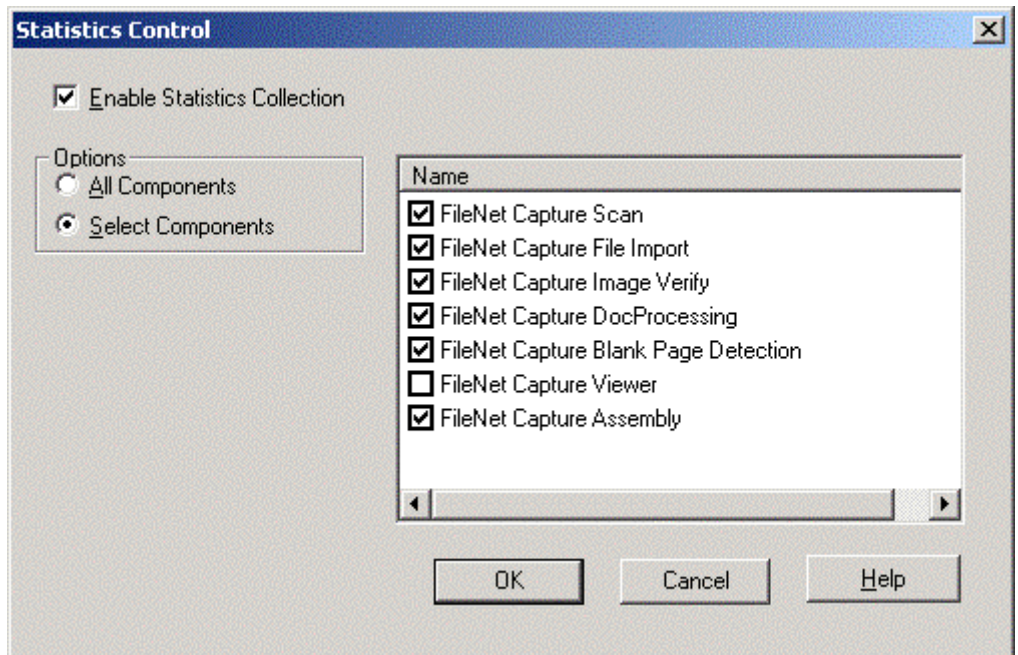 Statistics Control
Enable Statistics Collection
Options
All Components
Select Components
Name
FileNet Capture Scan
FileNet Capture File Import
FileNet Capture Image Verify
FileNet Capture DocProcessing
FileNet Capture Blank Page Detection
FileNet Capture Viewer
FileNet Capture Assembly
OK
Cancel
Help